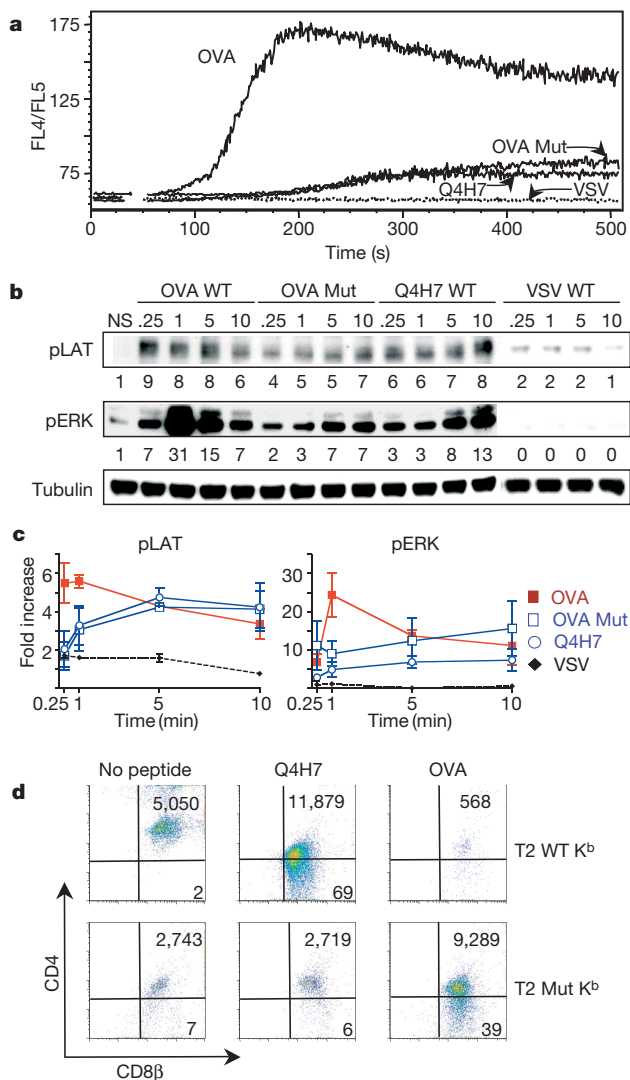 a
FL4/FL5
175
125
75
OVA
OVA Mut
Q4H7
VSV
0 100 200 300 400 500
Time (s)
b
OVA WT OVA Mut Q4H7 WT VSV WT
NS .25 1 5 10 .25 1 5 10 .25 1 5 10 .25 1 5 10
pLAT
1 9 8 8 6 4 5 5 7 6 6 7 8 2 2 2 1
pERK
1 7 31 15 7 2 3 7 7 3 3 8 13 0 0 0 0
Tubulin
c
pLAT pERK
Fold increase
6
4
2
30
20
10
0.25 1 5 10 0.25 1 5 10
Time (min) Time (min)
OVA
OVA Mut
Q4H7
VSV
d
No peptide Q4H7 OVA
5,050 11,879 568
T2 WT Kᵇ
2 69
2,743 2,719 9,289
T2 Mut Kᵇ
7 6 39
CD4
CD8β